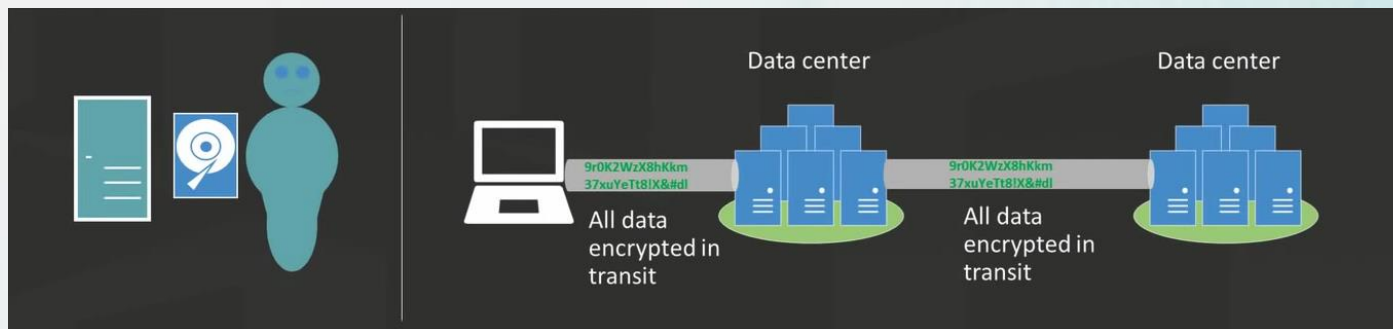 Data center
Data center
9r0K2WzX8hKkm
37xuYeTt8!X&#dl
9r0K2WzX8hKkm
37xuYeTt8!X&#dl
All data
encrypted in
transit
All data
encrypted in
transit